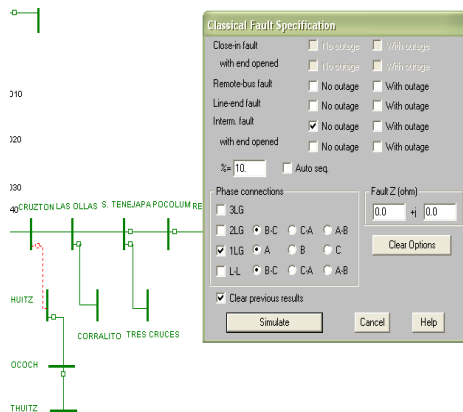 Classical Fault Specification
Close-in fault No outage With outage
with end opened No outage With outage
Remote-bus fault No outage With outage
Line-end fault No outage With outage
Interm. fault No outage With outage
with end opened No outage With outage
%= 10. Auto seq.
Phase connections
3LG
2LG B-C C-A A-B
1LG A B C
L-L B-C C-A A-B
Fault Z (ohm)
0.0 +j 0.0
Clear Options
Clear previous results
Simulate Cancel Help
010
020
030
40
CRUZTON LAS OLLAS S. TENEJAPA POCOLUM RE
HUITZ
CORRALITO TRES CRUCES
OCOCH
THUITZ